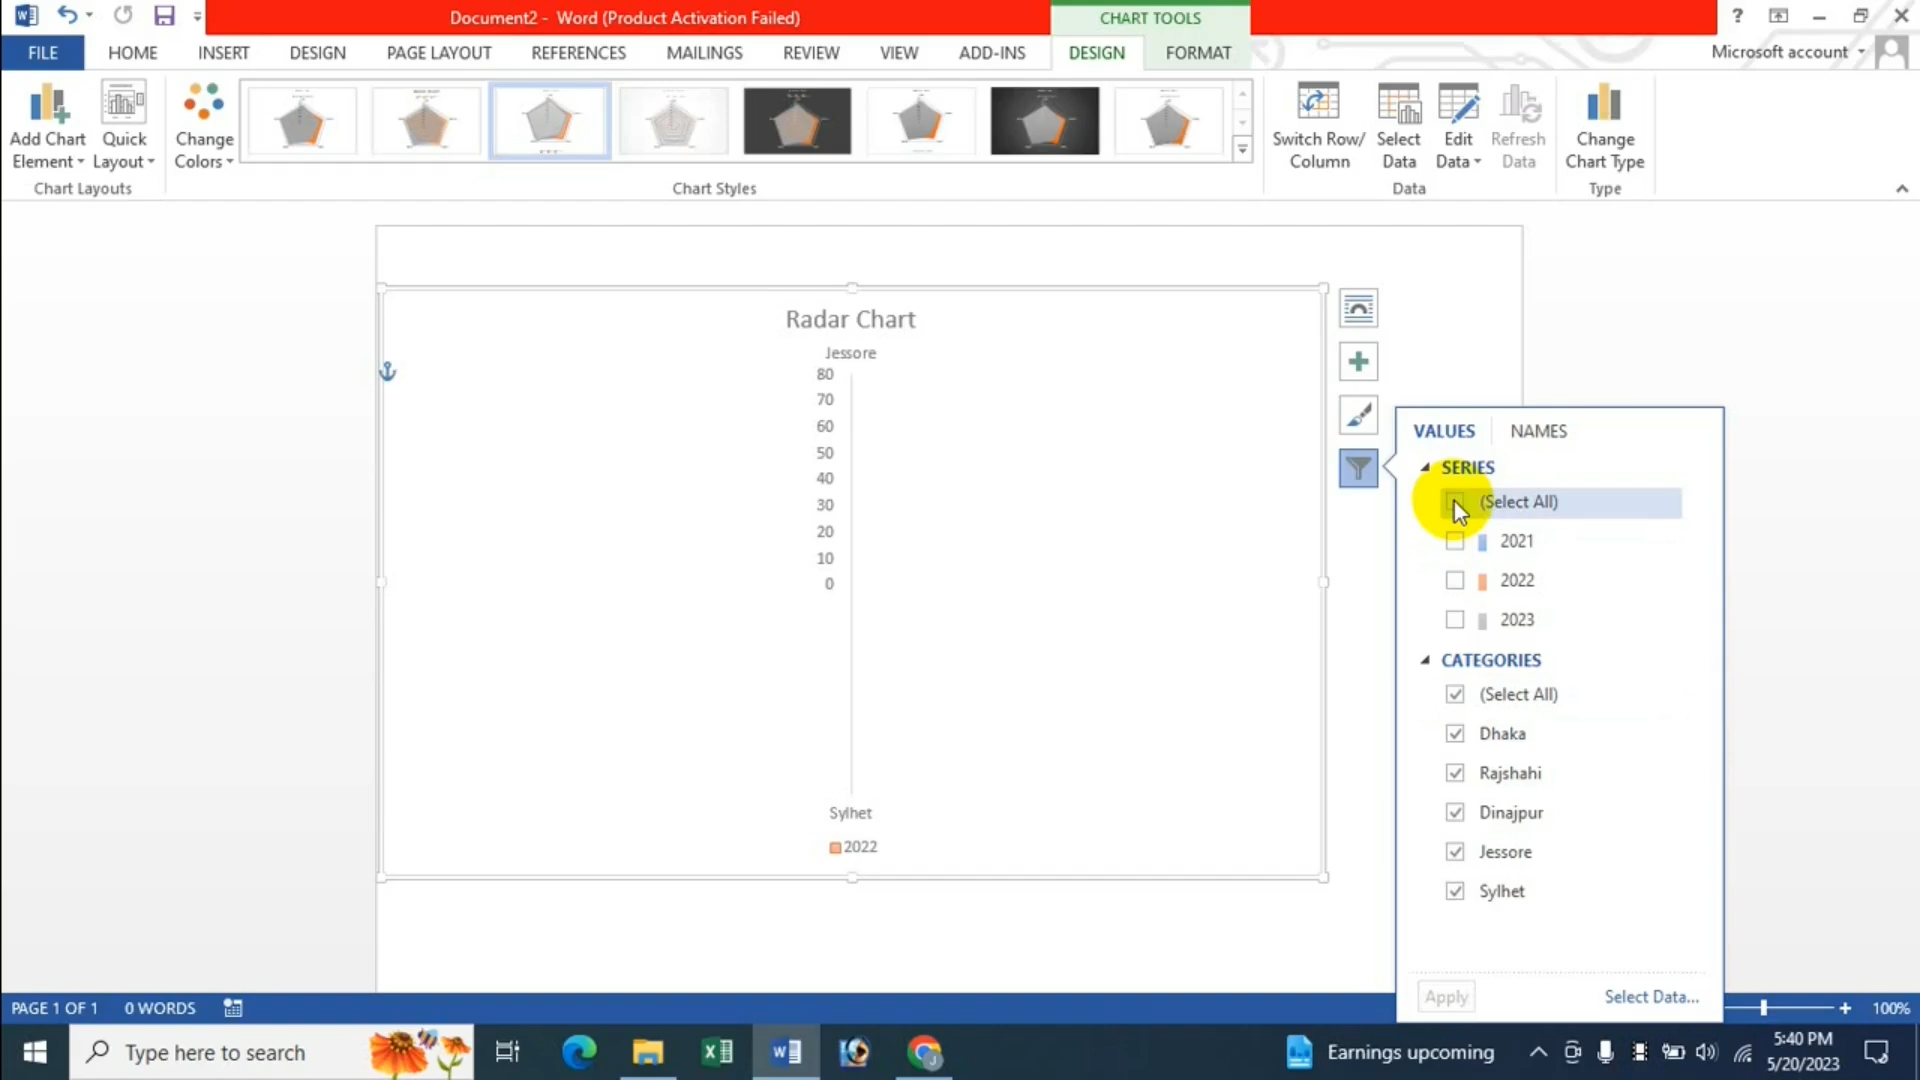 Document2 - Word (Product Activation Failed)
CHART TOOLS
?
FILE
HOME
INSERT
DESIGN
PAGE LAYOUT
REFERENCES
MAILINGS
REVIEW
VIEW
ADD-INS
DESIGN
FORMAT
Microsoft account
Add Chart
Element
Quick
Layout
Change
Colors
Switch Row/
Column
Select
Data
Edit
Data
Refresh
Data
Change
Chart Type
Chart Layouts
Chart Styles
Data
Type
Radar Chart
Jessore
80
70
60
50
40
30
20
10
0
Sylhet
2022
VALUES
NAMES
SERIES
(Select All)
2021
2022
2023
CATEGORIES
(Select All)
Dhaka
Rajshahi
Dinajpur
Jessore
Sylhet
Apply
Select Data...
PAGE 1 OF 1
0 WORDS
100%
Type here to search
Earnings upcoming
5:40 PM
5/20/2023